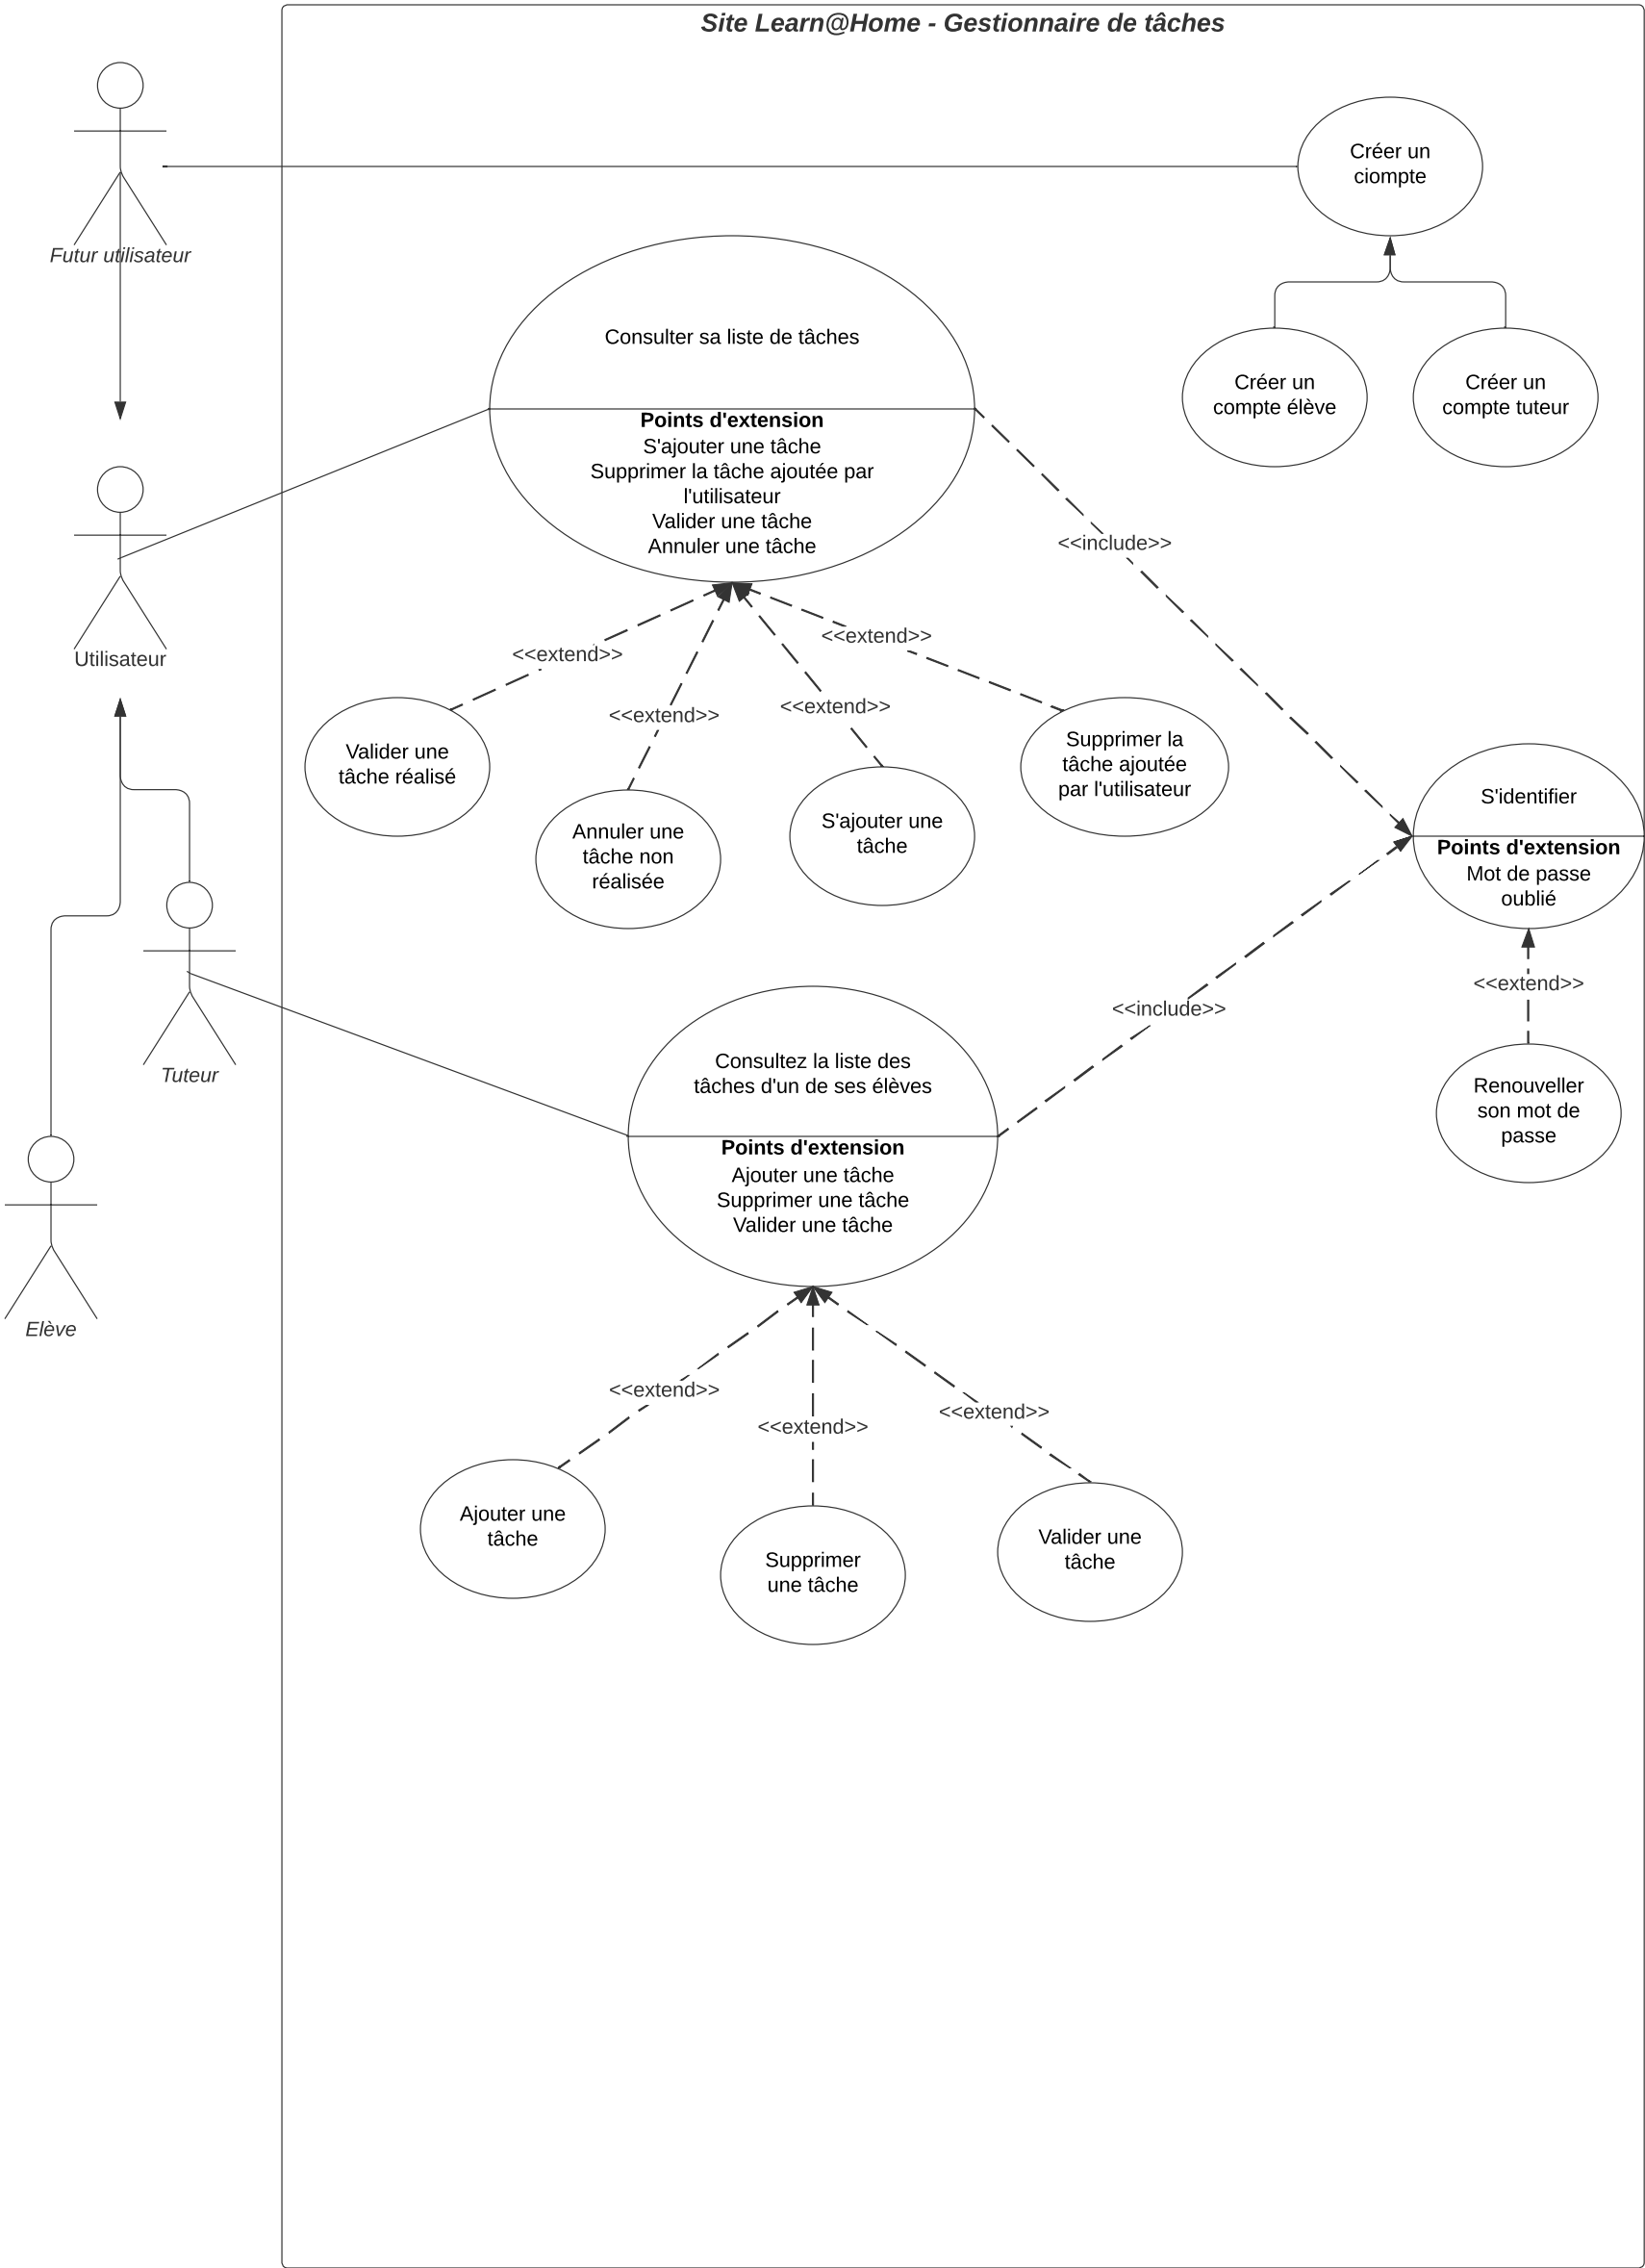 Site Learn@Home - Gestionnaire de tâches
Futur utilisateur
Créer un
ciompte
Créer un
compte élève
Créer un
compte tuteur
Consulter sa liste de tâches
Points d'extension
S'ajouter une tâche
Supprimer la tâche ajoutée par
l'utilisateur
Valider une tâche
Annuler une tâche
<<include>>
Utilisateur
<<extend>>
<<extend>>
<<extend>>
<<extend>>
Valider une
tâche réalisé
Annuler une
tâche non
réalisée
S'ajouter une
tâche
Supprimer la
tâche ajoutée
par l'utilisateur
S'identifier
Points d'extension
Mot de passe
oublié
<<extend>>
Renouveller
son mot de
passe
<<include>>
Tuteur
Elève
Consultez la liste des
tâches d'un de ses élèves
Points d'extension
Ajouter une tâche
Supprimer une tâche
Valider une tâche
<<extend>>
<<extend>>
<<extend>>
Ajouter une
tâche
Supprimer
une tâche
Valider une
tâche